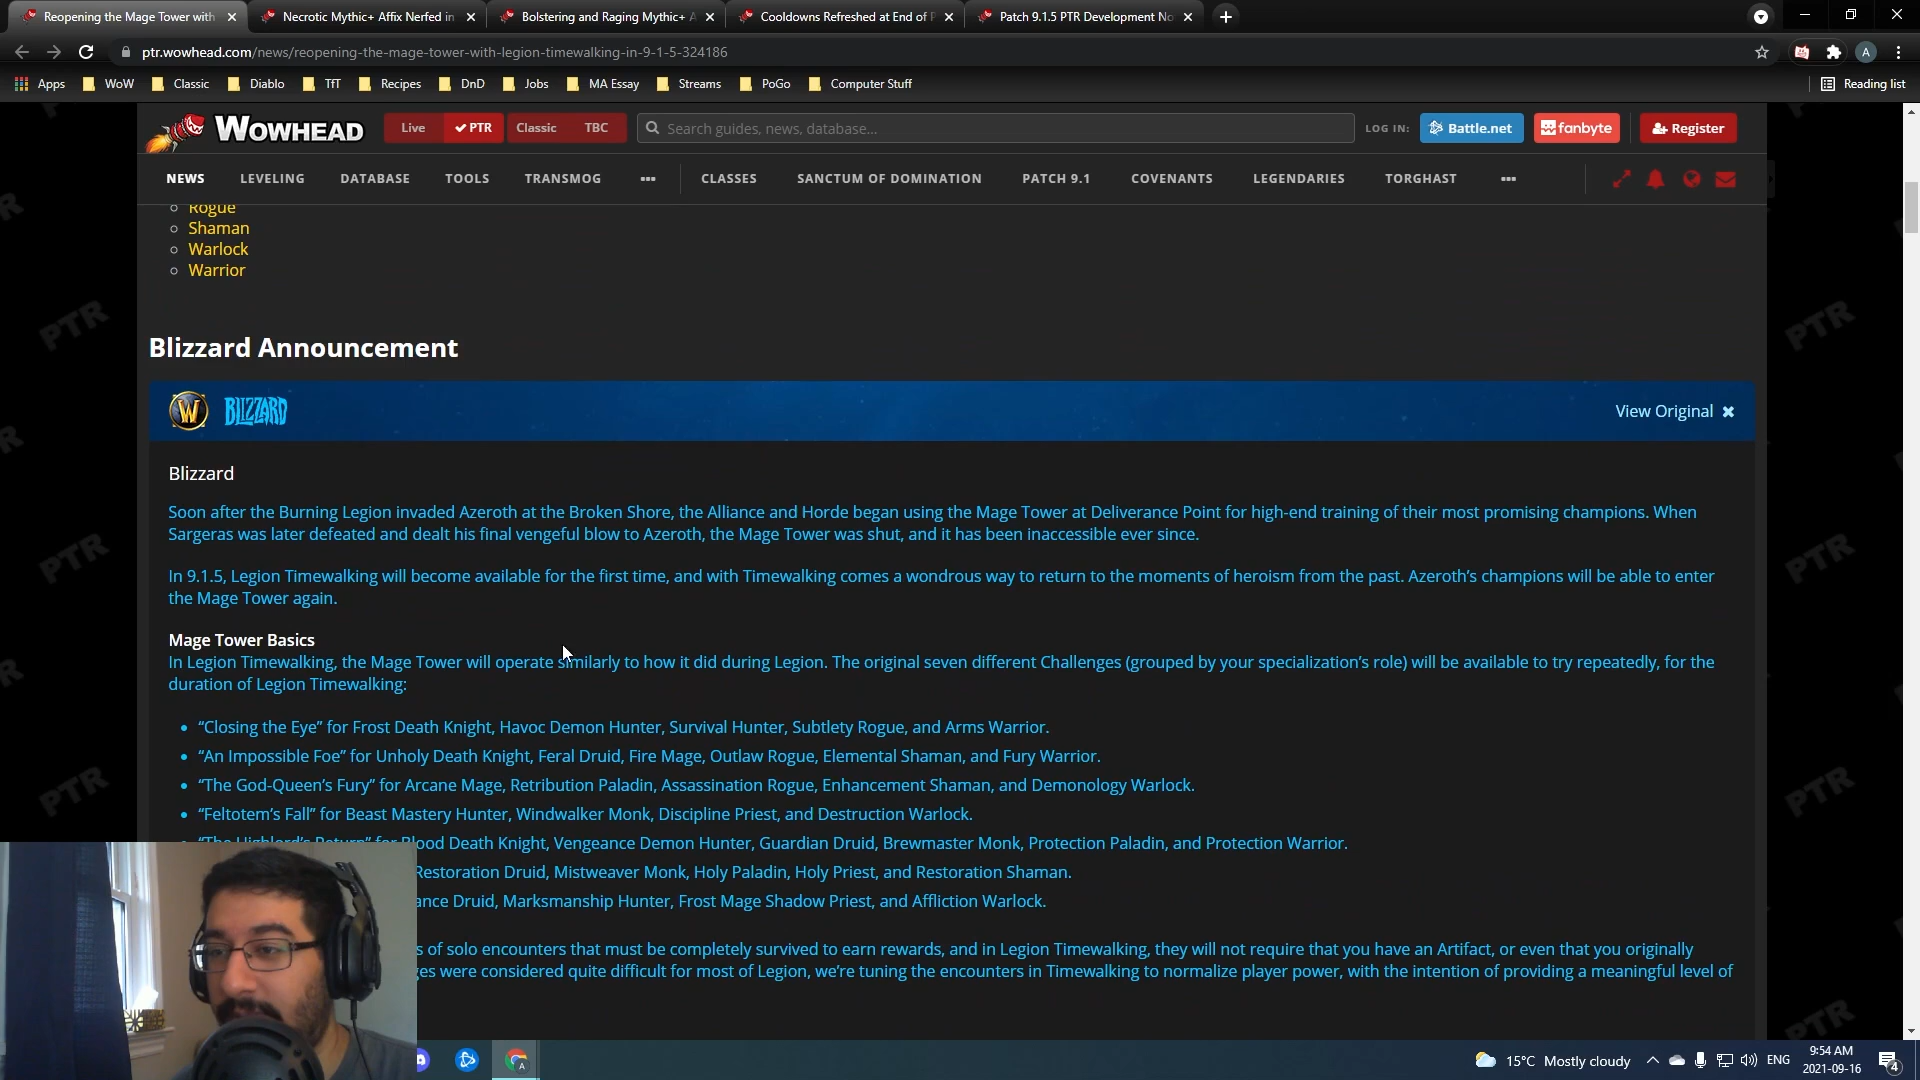 Reopening the Mage Tower with
Necrotic Mythic+ Affix Nerfed in
Bolstering and Raging Mythic+ A
Cooldowns Refreshed at End of P
Patch 9.1.5 PTR Development No
ptr.wowhead.com/news/reopening-the-mage-tower-with-legion-timewalking-in-9-1-5-324186
A
Apps WoW Classic Diablo TfT Recipes DnD Jobs MA Essay Streams PoGo Computer Stuff Reading list
WOWHEAD Live PTR Classic TBC Search guides, news, database... LOG IN: Battle.net fanbyte Register
NEWS LEVELING DATABASE TOOLS TRANSMOG ••• CLASSES SANCTUM OF DOMINATION PATCH 9.1 COVENANTS LEGENDARIES TORGHAST •••
Rogue
Shaman
Warlock
Warrior
PTR
PTR
PTR
PTR
PTR
PTR
PTR
Blizzard Announcement
W BLIZZARD View Original
Blizzard
Soon after the Burning Legion invaded Azeroth at the Broken Shore, the Alliance and Horde began using the Mage Tower at Deliverance Point for high-end training of their most promising champions. When
Sargeras was later defeated and dealt his final vengeful blow to Azeroth, the Mage Tower was shut, and it has been inaccessible ever since.
In 9.1.5, Legion Timewalking will become available for the first time, and with Timewalking comes a wondrous way to return to the moments of heroism from the past. Azeroth's champions will be able to enter
the Mage Tower again.
Mage Tower Basics
In Legion Timewalking, the Mage Tower will operate similarly to how it did during Legion. The original seven different Challenges (grouped by your specialization's role) will be available to try repeatedly, for the
duration of Legion Timewalking:
• “Closing the Eye” for Frost Death Knight, Havoc Demon Hunter, Survival Hunter, Subtlety Rogue, and Arms Warrior.
• “An Impossible Foe” for Unholy Death Knight, Feral Druid, Fire Mage, Outlaw Rogue, Elemental Shaman, and Fury Warrior.
• “The God-Queen's Fury” for Arcane Mage, Retribution Paladin, Assassination Rogue, Enhancement Shaman, and Demonology Warlock.
• “Feltotem's Fall” for Beast Mastery Hunter, Windwalker Monk, Discipline Priest, and Destruction Warlock.
“The Highlord's Return” for Blood Death Knight, Vengeance Demon Hunter, Guardian Druid, Brewmaster Monk, Protection Paladin, and Protection Warrior.
Restoration Druid, Mistweaver Monk, Holy Paladin, Holy Priest, and Restoration Shaman.
ance Druid, Marksmanship Hunter, Frost Mage Shadow Priest, and Affliction Warlock.
s of solo encounters that must be completely survived to earn rewards, and in Legion Timewalking, they will not require that you have an Artifact, or even that you originally
ges were considered quite difficult for most of Legion, we're tuning the encounters in Timewalking to normalize player power, with the intention of providing a meaningful level of
15°C Mostly cloudy ENG 9:54 AM
2021-09-16
4